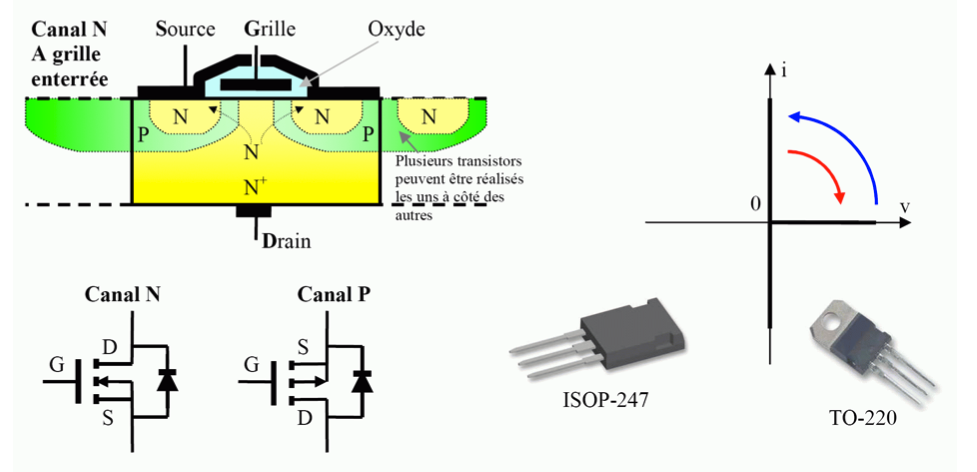 Canal N
A grille
enterrée
Source Grille Oxyde
N N N
P P
N
N+
Plusieurs transistors
peuvent être réalisés
les uns à côté des
autres
Drain
i
0 v
Canal N
D
G
S
Canal P
S
G
D
ISOP-247
TO-220